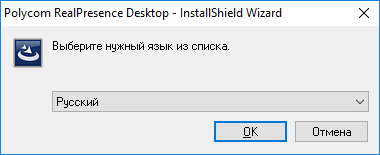 Polycom RealPresence Desktop - InstallShield Wizard
Выберите нужный язык из списка.
Русский
OK
Отмена